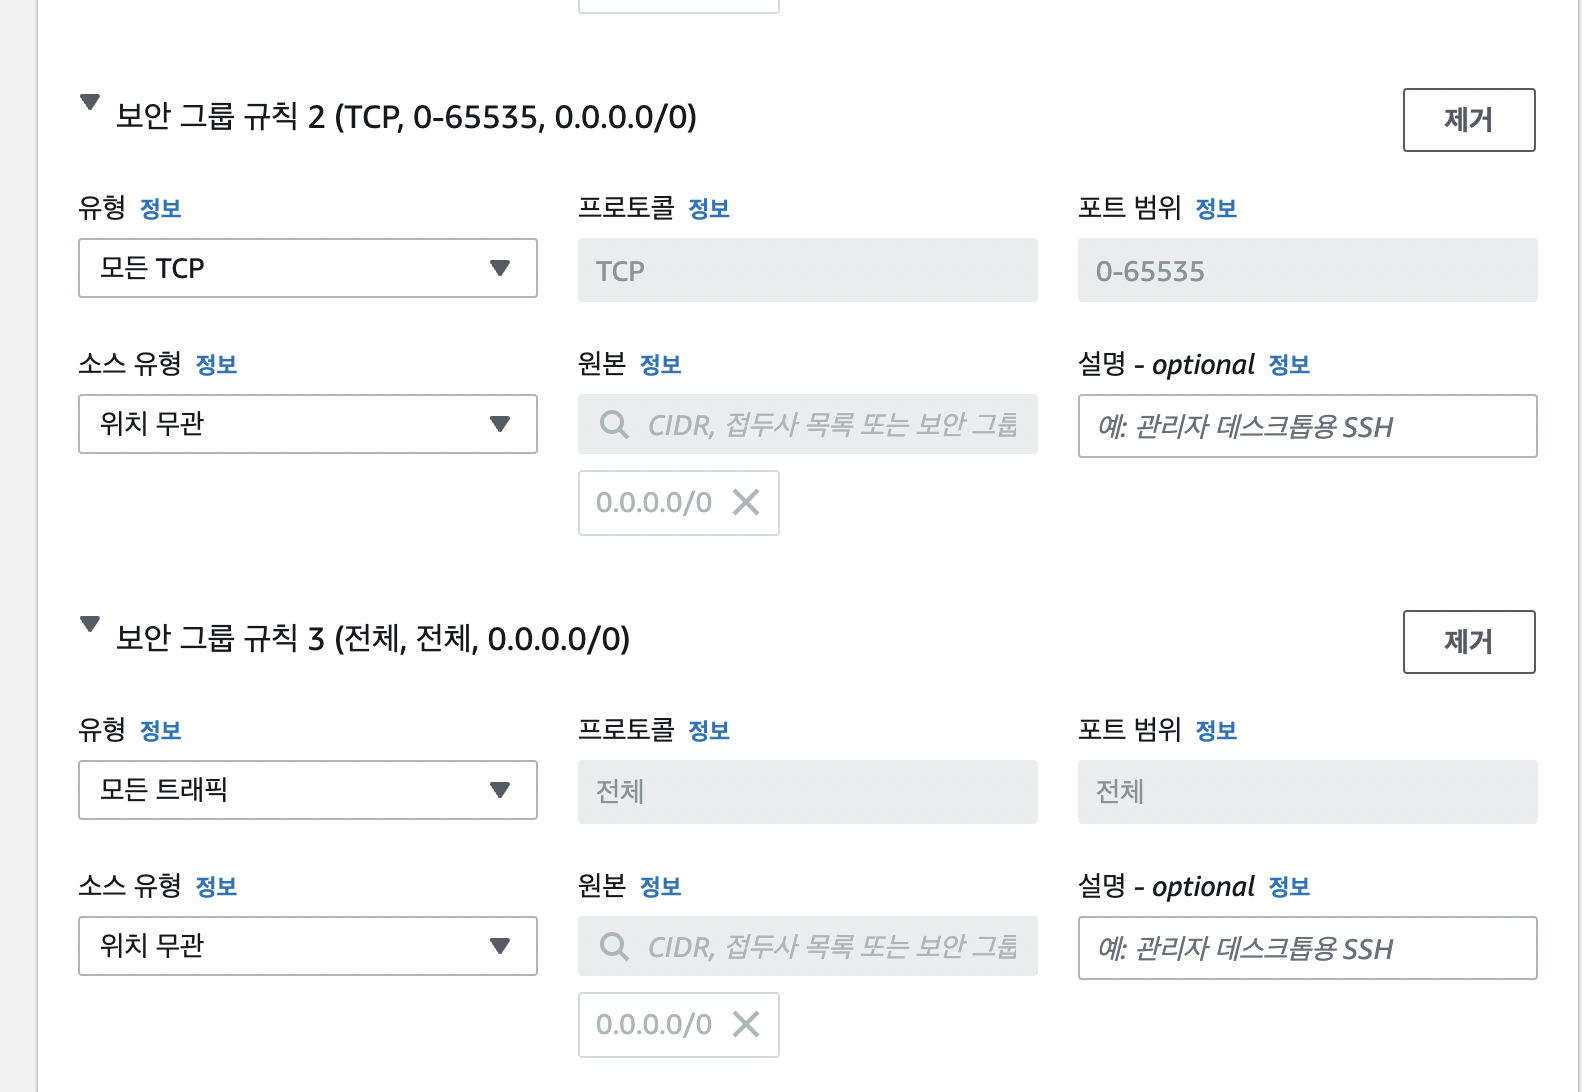 보안 그룹 규칙 2 (TCP, 0-65535, 0.0.0.0/0)
제거
유형 정보
프로토콜 정보
포트 범위 정보
모든 TCP
TCP
0-65535
소스 유형 정보
원본 정보
설명 - optional 정보
위치 무관
CIDR, 접두사 목록 또는 보안 그룹
예: 관리자 데스크톱용 SSH
0.0.0.0/0
보안 그룹 규칙 3 (전체, 전체, 0.0.0.0/0)
제거
유형 정보
프로토콜 정보
포트 범위 정보
모든 트래픽
전체
전체
소스 유형 정보
원본 정보
설명 - optional 정보
위치 무관
CIDR, 접두사 목록 또는 보안 그룹
예: 관리자 데스크톱용 SSH
0.0.0.0/0